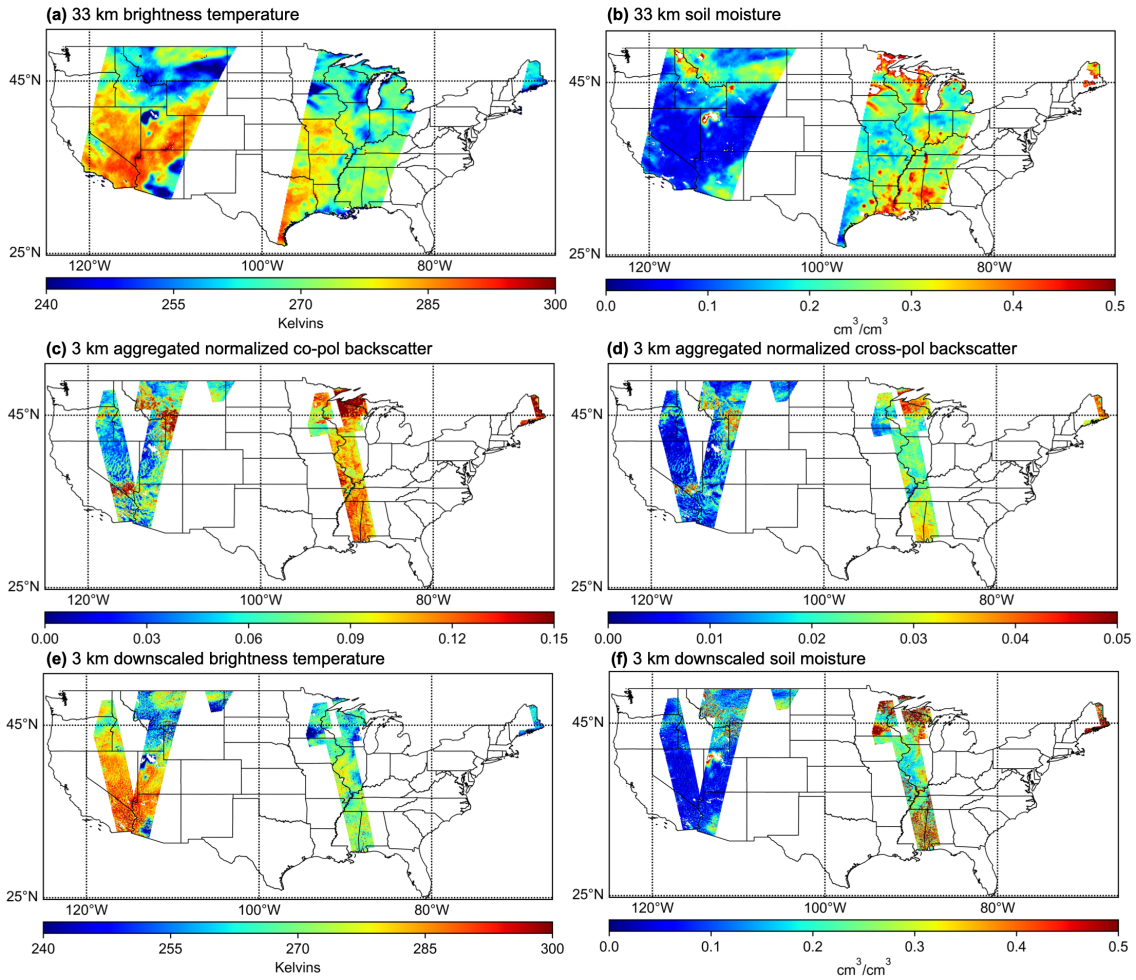 (a) 33 km brightness temperature
(b) 33 km soil moisture
45°N
25°N
120°W 100°W 80°W
240 255 270 285 300
Kelvins
45°N
25°N
120°W 100°W 80°W
0.0 0.1 0.2 0.3 0.4 0.5
cm³/cm³
(c) 3 km aggregated normalized co-pol backscatter
(d) 3 km aggregated normalized cross-pol backscatter
45°N
25°N
120°W 100°W 80°W
0.00 0.03 0.06 0.09 0.12 0.15
45°N
25°N
120°W 100°W 80°W
0.00 0.01 0.02 0.03 0.04 0.05
(e) 3 km downscaled brightness temperature
(f) 3 km downscaled soil moisture
45°N
25°N
120°W 100°W 80°W
240 255 270 285 300
Kelvins
45°N
25°N
120°W 100°W 80°W
0.0 0.1 0.2 0.3 0.4 0.5
cm³/cm³